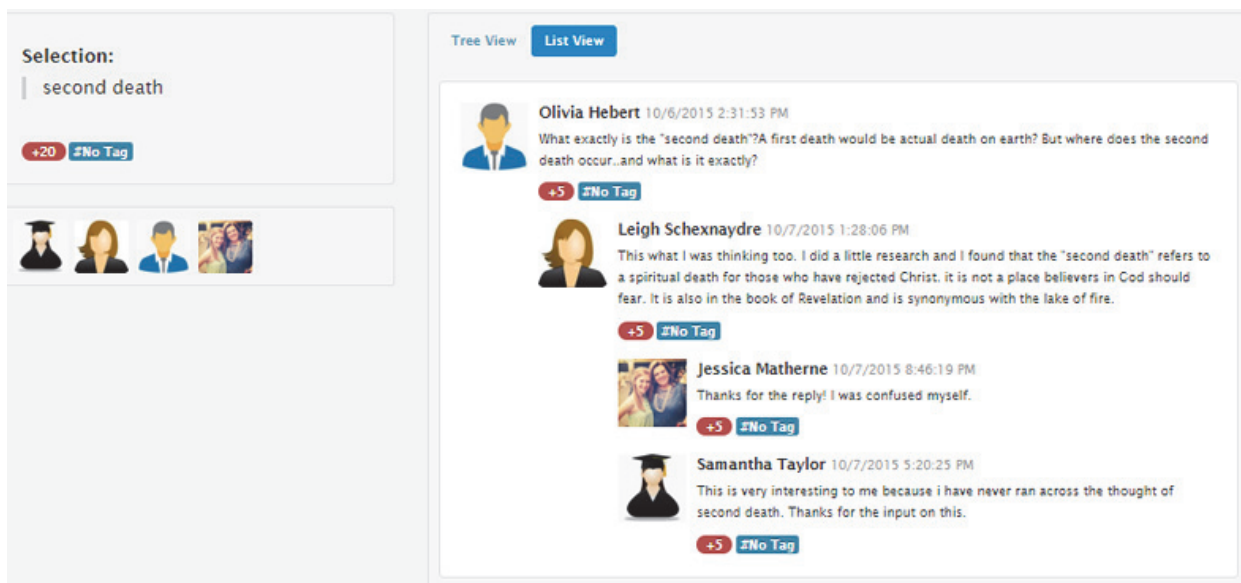 Selection:
second death
+20 #No Tag
Tree View List View
Olivia Hebert 10/6/2015 2:31:53 PM
What exactly is the "second death"?A first death would be actual death on earth? But where does the second
death occur..and what is it exactly?
+5 #No Tag
Leigh Schexnaydre 10/7/2015 1:28:06 PM
This what I was thinking too. I did a little research and I found that the "second death" refers to
a spiritual death for those who have rejected Christ. it is not a place believers in God should
fear. It is also in the book of Revelation and is synonymous with the lake of fire.
+5 #No Tag
Jessica Matherne 10/7/2015 8:46:19 PM
Thanks for the reply! I was confused myself.
+5 #No Tag
Samantha Taylor 10/7/2015 5:20:25 PM
This is very interesting to me because i have never ran across the thought of
second death. Thanks for the input on this.
+5 #No Tag